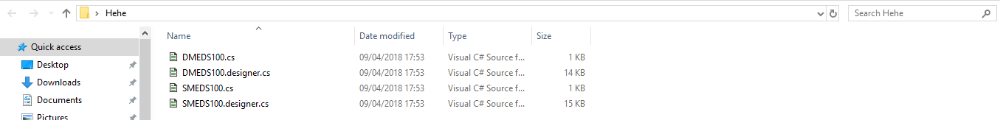 Hehe
Search Hehe
Quick access
Desktop
Downloads
Documents
Pictures
Name Date modified Type Size
DMEDS100.cs 09/04/2018 17:53 Visual C# Source f... 1 KB
DMEDS100.designer.cs 09/04/2018 17:53 Visual C# Source f... 14 KB
SMEDS100.cs 09/04/2018 17:53 Visual C# Source f... 1 KB
SMEDS100.designer.cs 09/04/2018 17:53 Visual C# Source f... 15 KB